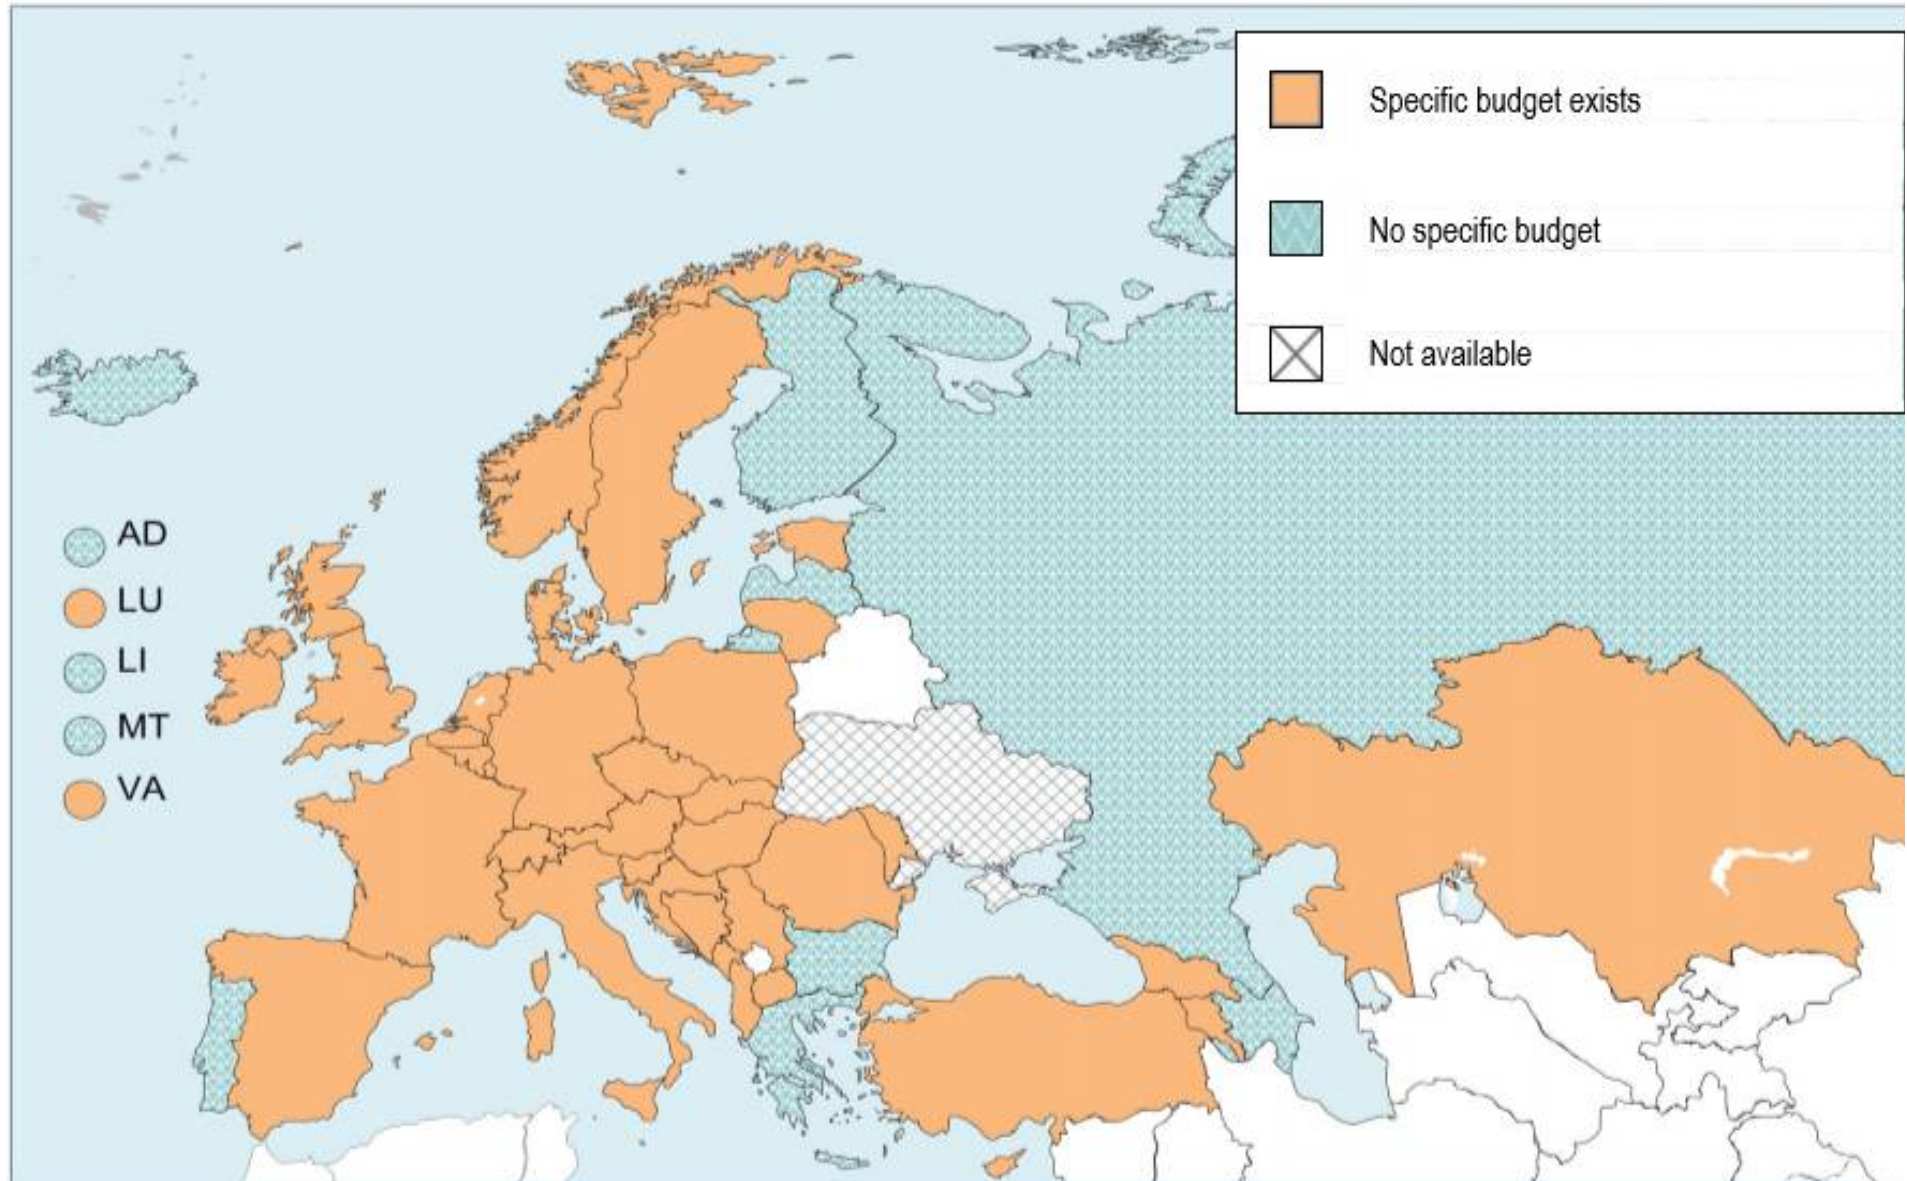 Specific budget exists
No specific budget
Not available
AD
LU
LI
MT
VA